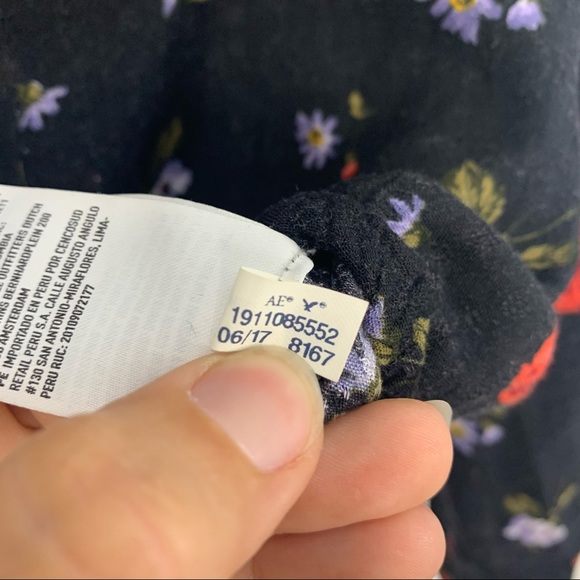 OUTFITTERS DUTCH
BERNHARDPLEIN 200
AMSTERDAM
PE IMPORTADO EN PERU POR CENCOSUD
RETAIL PERU S.A. CALLE AUGUSTO ANGULO
#130 SAN ANTONIO-MIRAFLORES, LIMA-
PERU RUC: 20109072177
AE®
1911085552
06/17 8167